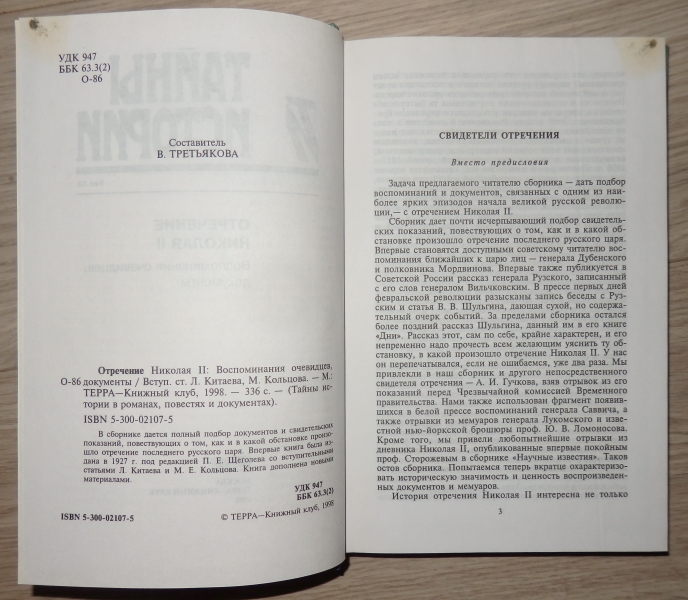 УДК 947
ББК 63.3(2)
О-86
Составитель
В. ТРЕТЬЯКОВА
Отречение Николая II: Воспоминания очевидцев,
О-86 документы / Вступ. ст. Л. Китаева, М. Кольцова. — М.:
ТЕРРА—Книжный клуб, 1998. — 336 с. — (Тайны ис-
тории в романах, повестях и документах).
ISBN 5-300-02107-5
В сборнике дается полный подбор документов и свидетельских
показаний, повествующих о том, как и в какой обстановке произо-
шло отречение последнего русского царя. Впервые книга была из-
дана в 1927 г. под редакцией П. Е. Щеголева со вступительными
статьями Л. Китаева и М. Е. Кольцова. Книга дополнена новыми
материалами.
УДК 947
ББК 63.3(2)
ISBN 5-300-02107-5
© ТЕРРА—Книжный клуб, 1998
СВИДЕТЕЛИ ОТРЕЧЕНИЯ
Вместо предисловия
Задача предлагаемого читателю сборника — дать подбор
воспоминаний и документов, связанных с одним из наи-
более ярких эпизодов начала великой русской револю-
ции,— с отречением Николая II.
Сборник дает почти исчерпывающий подбор свидетель-
ских показаний, повествующих о том, как и в какой об-
становке произошло отречение последнего русского царя.
Впервые становятся доступными советскому читателю вос-
поминания ближайших к царю лиц — генерала Дубенского
и полковника Мордвинова. Впервые также публикуется в
Советской России рассказ генерала Рузского, записанный
с его слов генералом Вильчковским. В прессе первых дней
февральской революции разысканы запись беседы с Руз-
ским и статья В. В. Шульгина, дающая сухой, но содержа-
тельный очерк событий. За пределами сборника остался
более поздний рассказ Шульгина, данный им в его книге
«Дни». Рассказ этот, сам по себе, крайне характерен, и его
непременно надо прочесть всем желающим уяснить ту об-
становку, в какой произошло отречение Николая II. У нас
он перепечатывался, если не ошибаемся, уже два раза. Мы
привлекли в наш сборник и другого непосредственного сви-
детеля отречения — А. И. Гучкова, взяв отрывок из его
показаний перед Чрезвычайной комиссией Временного
правительства. Нами также использован фрагмент появив-
шихся в белой прессе воспоминаний генерала Саввича, а
также отрывки из мемуаров генерала Лукомского и извест-
ной нью-йоркской брошюры проф. Ю. В. Ломоносова.
Кроме того, мы привели любопытнейшие отрывки из
дневника Николая II, опубликованные впервые покойным
проф. Сторожевым в сборнике «Научные известия». Таков
остов сборника. Попытаемся теперь вкратце охарактеризо-
вать историческую значимость и ценность воспроизведен-
ных документов и мемуаров.
История отречения Николая II интересна не только
3